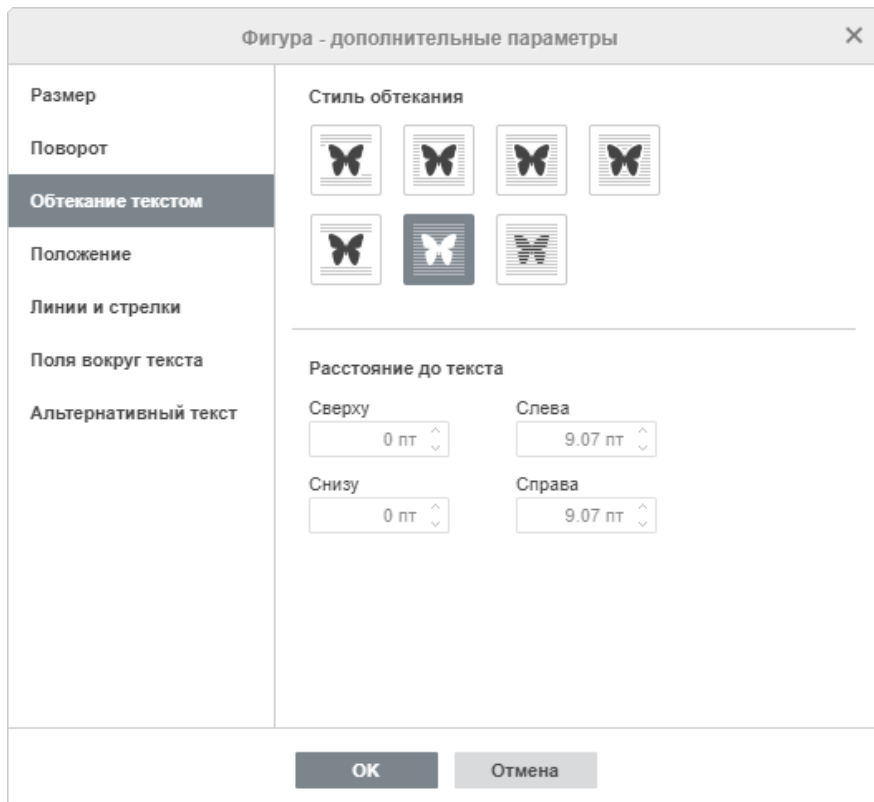 Фигура - дополнительные параметры
Размер
Поворот
Обтекание текстом
Положение
Линии и стрелки
Поля вокруг текста
Альтернативный текст
Стиль обтекания
Расстояние до текста
Сверху Слева
0 пт 9.07 пт
Снизу Справа
0 пт 9.07 пт
OK Отмена